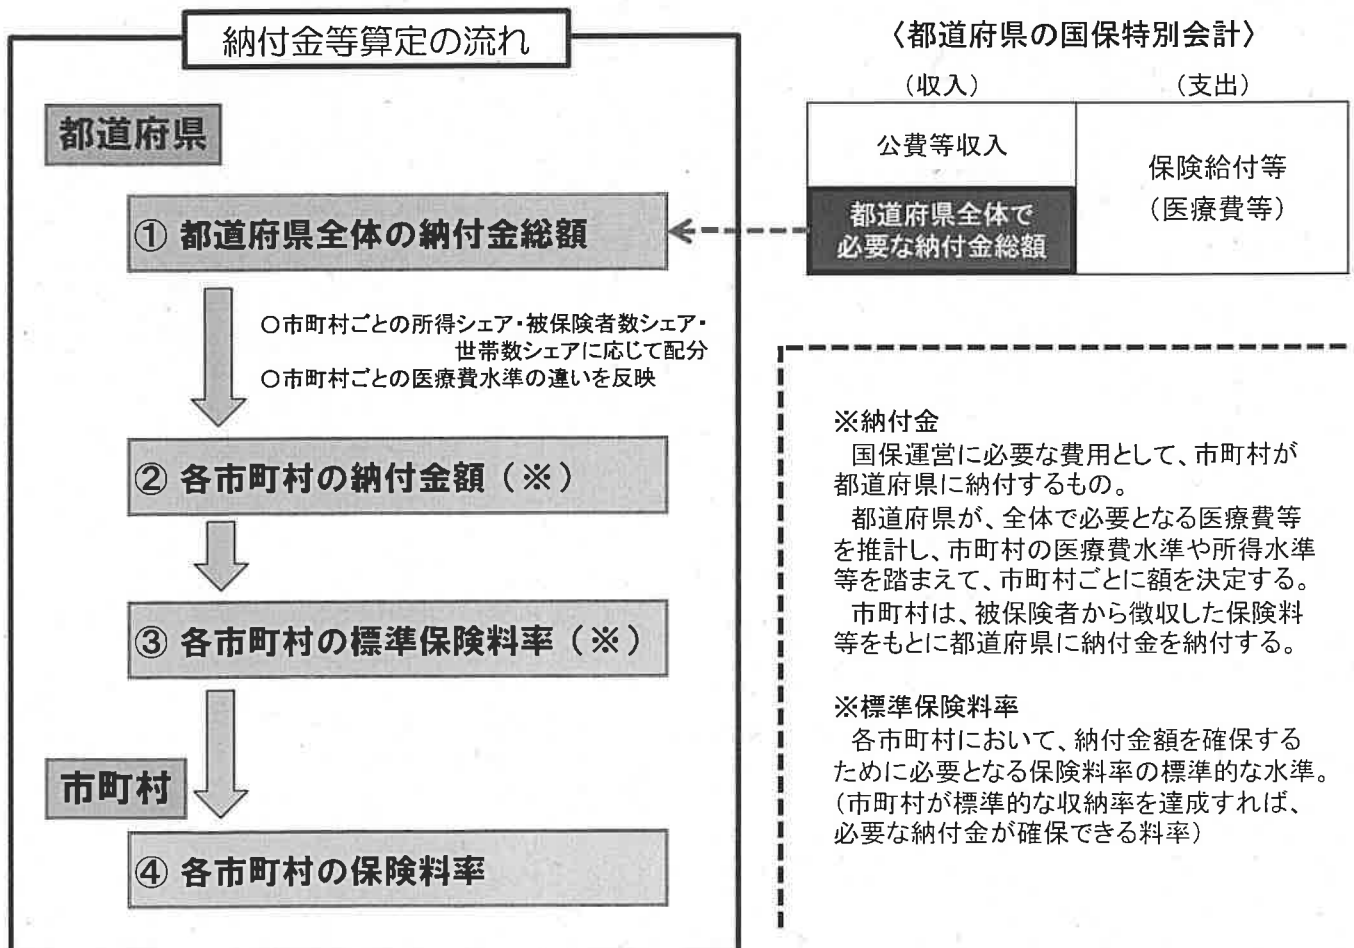 納付金等算定の流れ
都道府県
① 都道府県全体の納付金総額
○市町村ごとの所得シェア・被保険者数シェア・
世帯数シェアに応じて配分
○市町村ごとの医療費水準の違いを反映
② 各市町村の納付金額（※）
③ 各市町村の標準保険料率（※）
市町村
④ 各市町村の保険料率
〈都道府県の国保特別会計〉
（収入）
（支出）
公費等収入
都道府県全体で
必要な納付金総額
保険給付等
（医療費等）
※納付金
国保運営に必要な費用として、市町村が
都道府県に納付するもの。
都道府県が、全体で必要となる医療費等
を推計し、市町村の医療費水準や所得水準
等を踏まえて、市町村ごとに額を決定する。
市町村は、被保険者から徴収した保険料
等をもとに都道府県に納付金を納付する。
※標準保険料率
各市町村において、納付金額を確保する
ために必要となる保険料率の標準的な水準。
（市町村が標準的な収納率を達成すれば、
必要な納付金が確保できる料率）